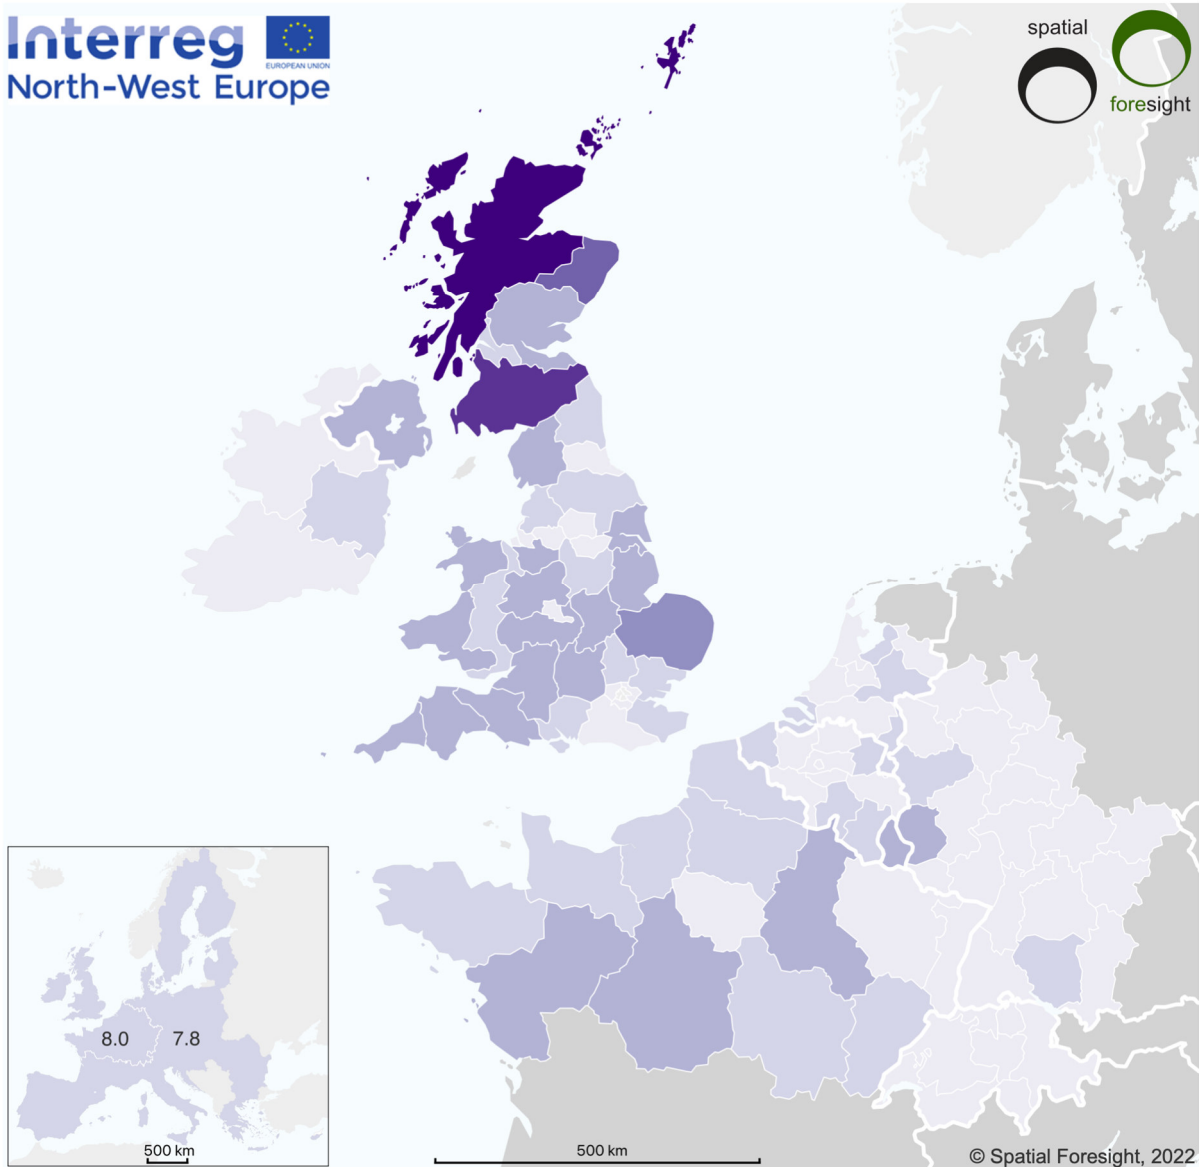 Interreg
EUROPEAN UNION
North-West Europe
spatial
foresight
8.0
7.8
500 km
500 km
© Spatial Foresight, 2022